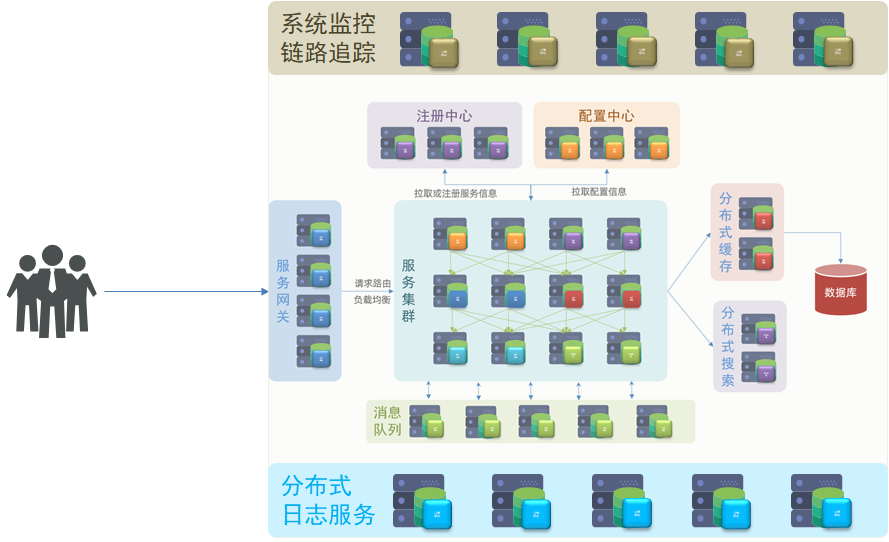 系统监控
链路追踪
注册中心
配置中心
拉取或注册服务信息
拉取配置信息
服务网关
请求路由
负载均衡
服务集群
分布式缓存
数据库
分布式搜索
消息
队列
分布式
日志服务